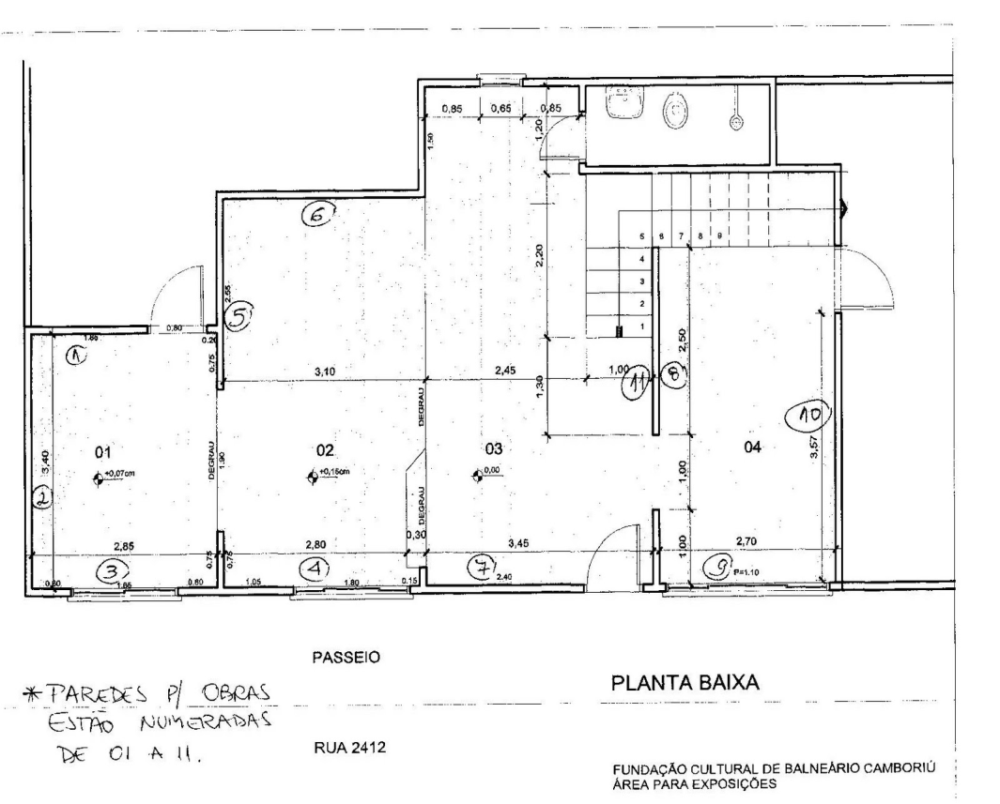 0,85 0,65 0,85
1,20
1.50
6
2,20
5 6 7 8 9
4
3
2
1
2.55
5
0,80
1.85
0.20
1
0.75
3,10
2,45
1,00
1,30
11
8
2,50
DEGRAU
10
3,57
01
+0,07cm
02
+0,15cm
03
0,00
04
3,40
2
DEGRAU
1.90
DEGRAU
1,00
0,30
2,85
2,80
3,45
2,70
0.75
0.75
1,00
3
4
7
9
P=1.10
0.60 1.65 0.60
1.05 1.80 0.15
2.40
PASSEIO
PLANTA BAIXA
* PAREDES P/ OBRAS
ESTÃO NUMERADAS
DE 01 A 11.
RUA 2412
FUNDAÇÃO CULTURAL DE BALNEÁRIO CAMBORIÚ
ÁREA PARA EXPOSIÇÕES